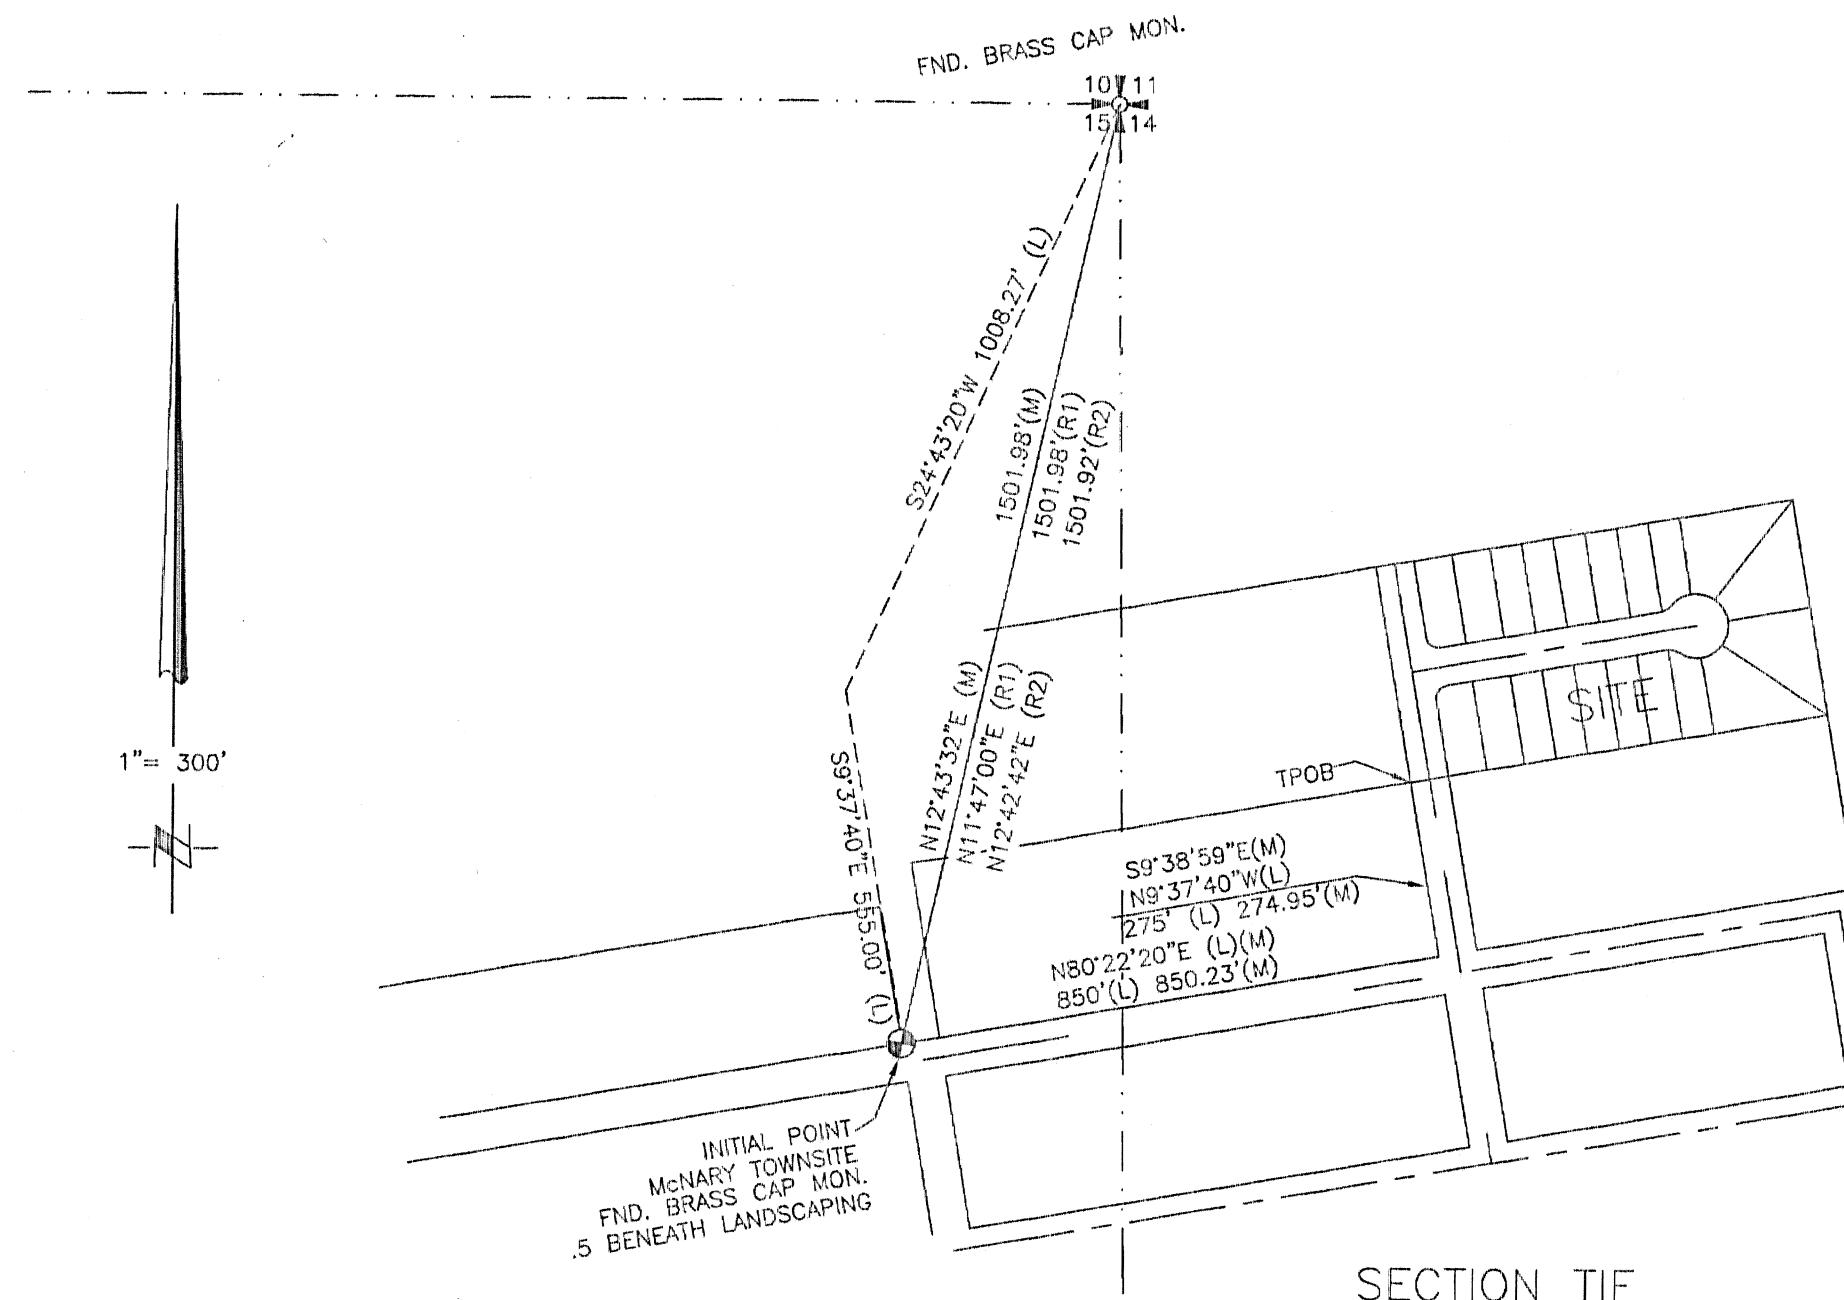 FND. BRASS CAP MON.
10 11
15 14
S24°43'20"W 1008.27' (L)
1501.98'(M)
1501.98'(R1)
1501.92'(R2)
N12°43'32"E (M)
N11°47'00"E (R1)
N12°42'42"E (R2)
S9°37'40"E 555.00' (L)
1"= 300'
N
SITE
TPOB
S9°38'59"E(M)
N9°37'40"W(L)
275' (L) 274.95'(M)
N80°22'20"E (L)(M)
850'(L) 850.23'(M)
INITIAL POINT
McNARY TOWNSITE
FND. BRASS CAP MON.
.5 BENEATH LANDSCAPING
SECTION TIE